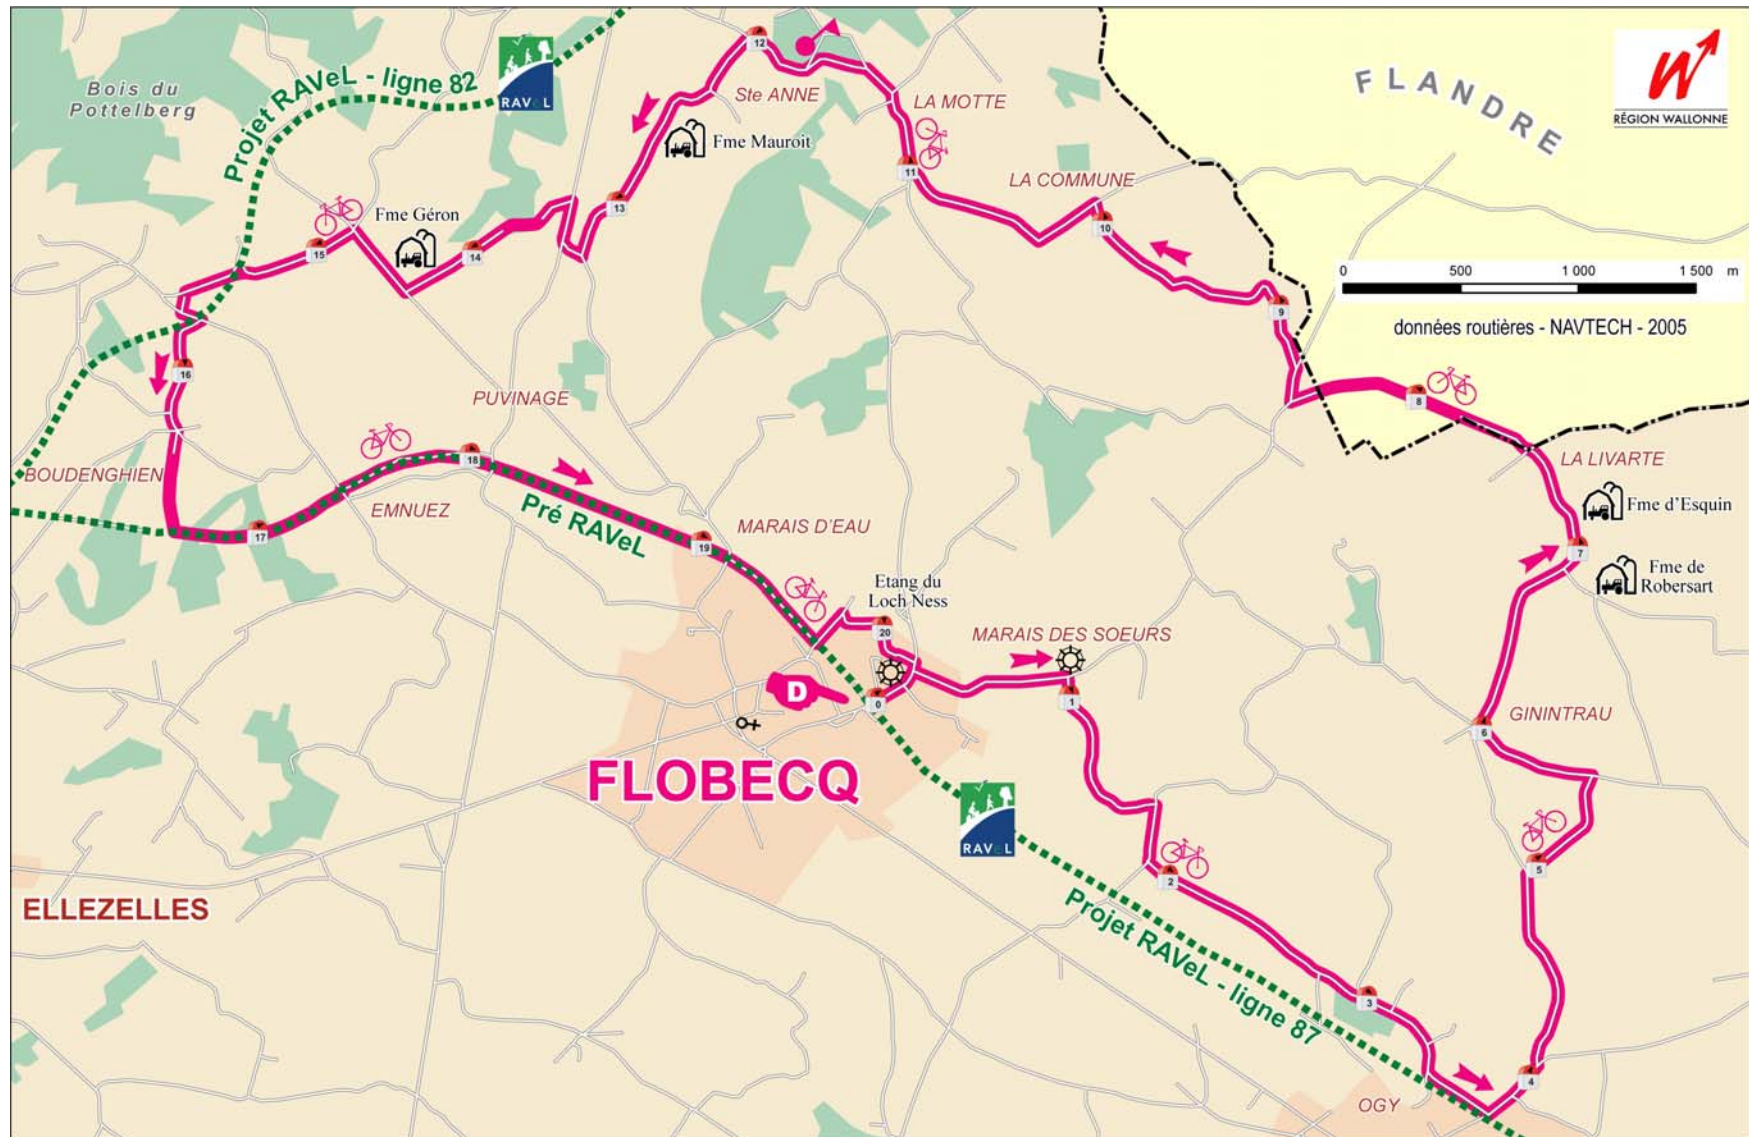 Bois du
Pottelberg
Projet RAVeL - ligne 82
RAVeL
12
Ste ANNE
LA MOTTE
FLANDRE
W
RÉGION WALLONNE
Fme Mauroit
11
LA COMMUNE
13
Fme Géron
10
15
14
0 500 1 000 1 500 m
données routières - NAVTECH - 2005
9
16
8
PUVINAGE
BOUDENGHIEN
18
LA LIVARTE
EMNUEZ
Pré RAVeL
MARAIS D'EAU
Fme d'Esquin
17
19
7
Etang du
Loch Ness
Fme de
Robersart
20
MARAIS DES SOEURS
D
0
1
GININTRAU
6
FLOBECQ
RAVeL
5
2
ELLEZELLES
Projet RAVeL - ligne 87
3
4
OGY